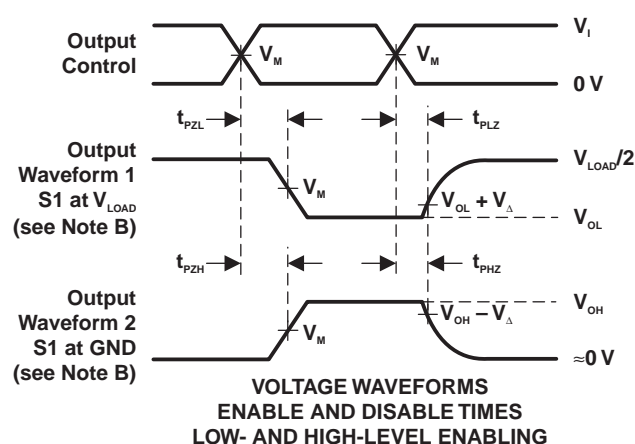 Output
Control
V_M
V_M
V_I
0 V
t_PZL
t_PLZ
Output
Waveform 1
S1 at V_LOAD
(see Note B)
V_M
V_LOAD/2
V_OL + V_Δ
V_OL
t_PZH
t_PHZ
Output
Waveform 2
S1 at GND
(see Note B)
V_M
V_OH
V_OH – V_Δ
≈0 V
VOLTAGE WAVEFORMS
ENABLE AND DISABLE TIMES
LOW- AND HIGH-LEVEL ENABLING